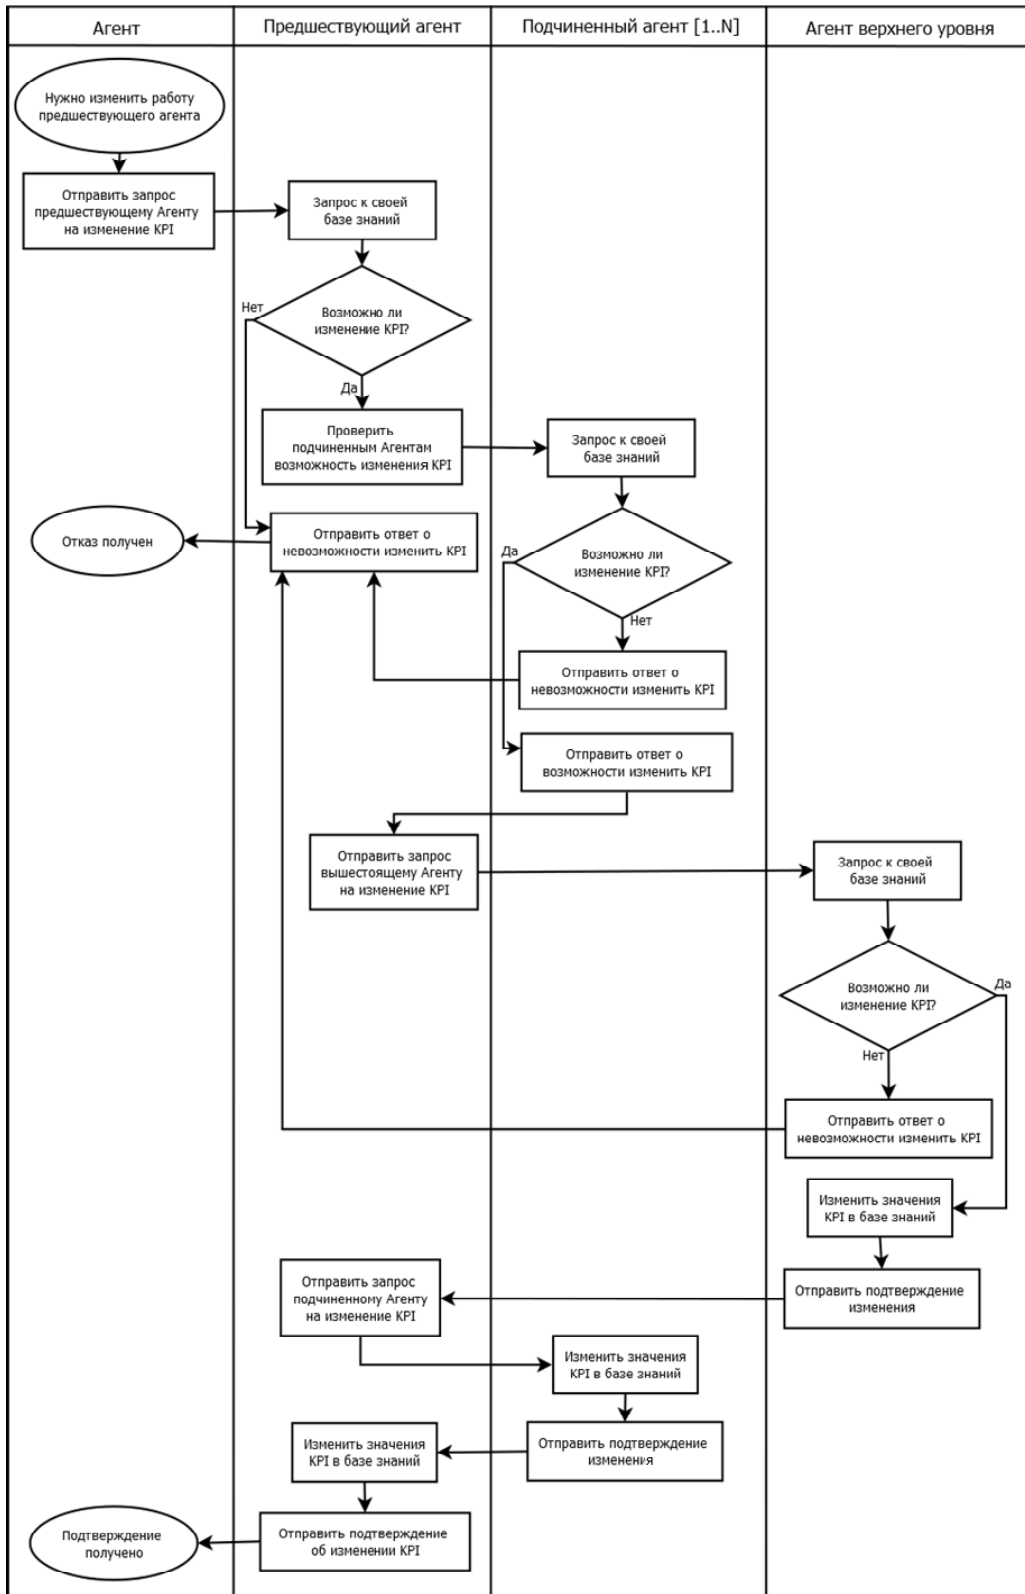 Агент
Предшествующий агент
Подчиненный агент [1..N]
Агент верхнего уровня
Нужно изменить работу
предшествующего агента
Отправить запрос
предшествующему Агенту
на изменение KPI
Запрос к своей
базе знаний
Возможно ли
изменение KPI?
Нет
Да
Проверить
подчиненным Агентам
возможность изменения KPI
Запрос к своей
базе знаний
Отказ получен
Отправить ответ о
невозможности изменить KPI
Возможно ли
изменение KPI?
Да
Нет
Отправить ответ о
невозможности изменить KPI
Отправить ответ о
возможности изменить KPI
Отправить запрос
вышестоящему Агенту
на изменение KPI
Запрос к своей
базе знаний
Возможно ли
изменение KPI?
Да
Нет
Отправить ответ о
невозможности изменить KPI
Изменить значения
KPI в базе знаний
Отправить подтверждение
изменения
Отправить запрос
подчиненному Агенту
на изменение KPI
Изменить значения
KPI в базе знаний
Отправить подтверждение
изменения
Изменить значения
KPI в базе знаний
Отправить подтверждение
об изменении KPI
Подтверждение
получено